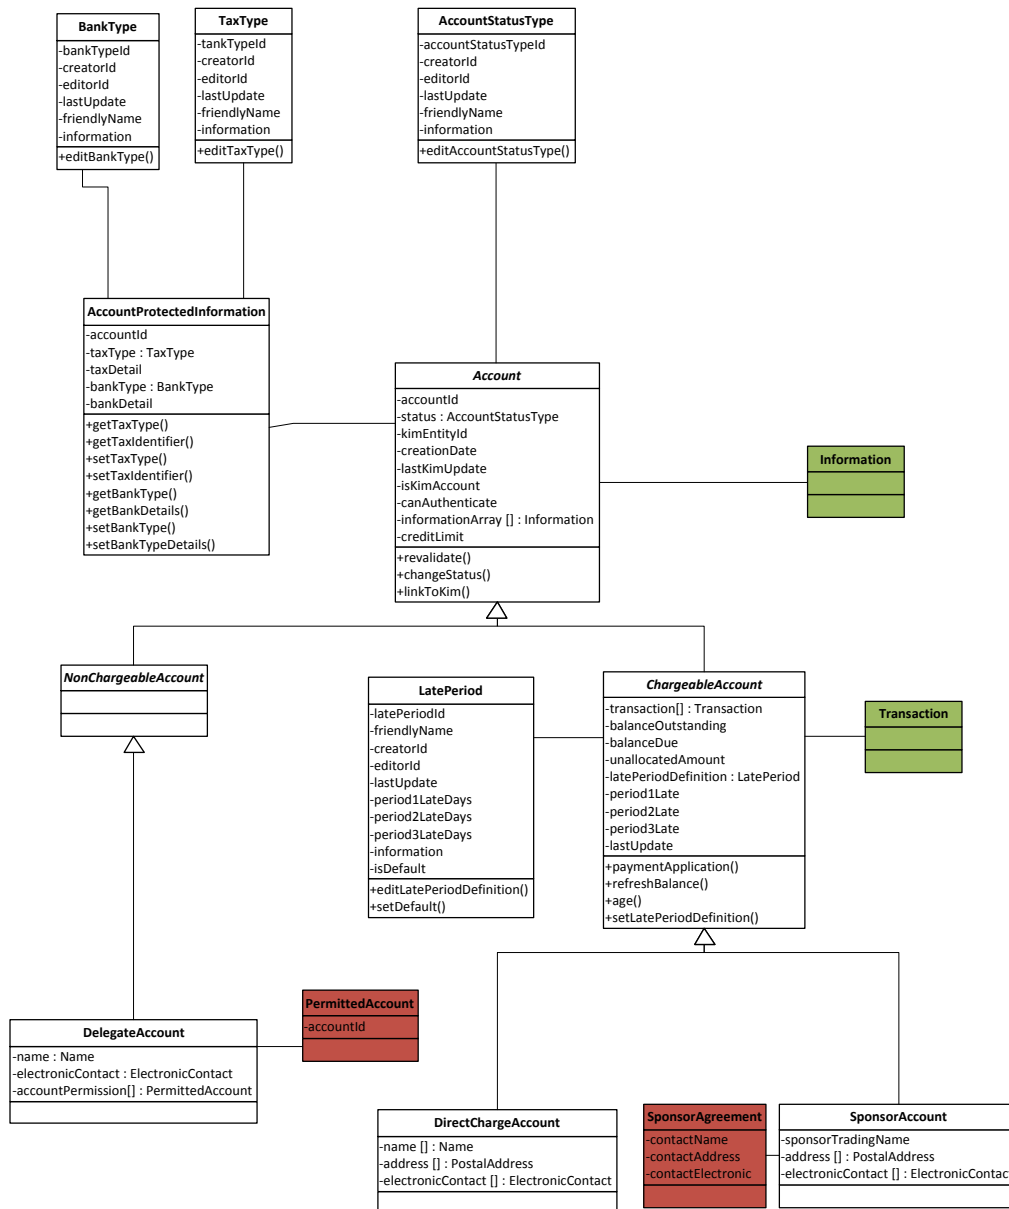 BankType
-bankTypeId
-creatorId
-editorId
-lastUpdate
-friendlyName
-information
+editBankType()
TaxType
-tankTypeId
-creatorId
-editorId
-lastUpdate
-friendlyName
-information
+editTaxType()
AccountStatusType
-accountStatusTypeId
-creatorId
-editorId
-lastUpdate
-friendlyName
-information
+editAccountStatusType()
AccountProtectedInformation
-accountId
-taxType : TaxType
-taxDetail
-bankType : BankType
-bankDetail
+getTaxType()
+getTaxIdentifier()
+setTaxType()
+setTaxIdentifier()
+getBankType()
+getBankDetails()
+setBankType()
+setBankTypeDetails()
Account
-accountId
-status : AccountStatusType
-kimEntityId
-creationDate
-lastKimUpdate
-isKimAccount
-canAuthenticate
-informationArray [] : Information
-creditLimit
+revalidate()
+changeStatus()
+linkToKim()
Information
NonChargeableAccount
LatePeriod
-latePeriodId
-friendlyName
-creatorId
-editorId
-lastUpdate
-period1LateDays
-period2LateDays
-period3LateDays
-information
-isDefault
+editLatePeriodDefinition()
+setDefault()
ChargeableAccount
-transaction[] : Transaction
-balanceOutstanding
-balanceDue
-unallocatedAmount
-latePeriodDefinition : LatePeriod
-period1Late
-period2Late
-period3Late
-lastUpdate
+paymentApplication()
+refreshBalance()
+age()
+setLatePeriodDefinition()
Transaction
DelegateAccount
-name : Name
-electronicContact : ElectronicContact
-accountPermission[] : PermittedAccount
PermittedAccount
-accountId
DirectChargeAccount
-name [] : Name
-address [] : PostalAddress
-electronicContact [] : ElectronicContact
SponsorAgreement
-contactName
-contactAddress
-contactElectronic
SponsorAccount
-sponsorTradingName
-address [] : PostalAddress
-electronicContact [] : ElectronicContact